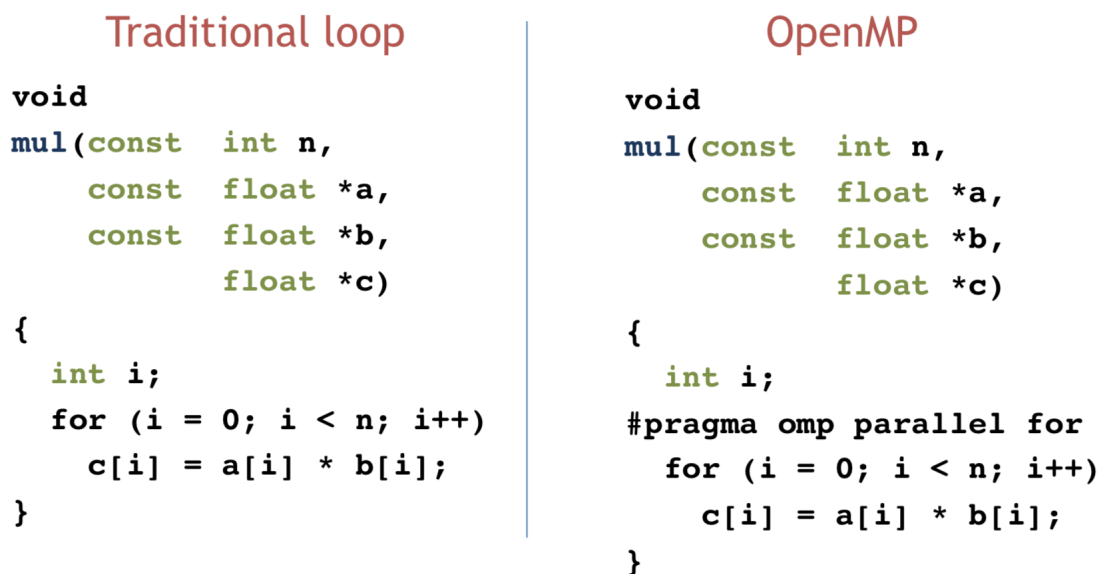 Traditional loop
void
mul(const  int n,
    const  float *a,
    const  float *b,
           float *c)
{
  int i;
  for (i = 0; i < n; i++)
    c[i] = a[i] * b[i];
}
OpenMP
void
mul(const  int n,
    const  float *a,
    const  float *b,
           float *c)
{
  int i;
#pragma omp parallel for
  for (i = 0; i < n; i++)
    c[i] = a[i] * b[i];
}